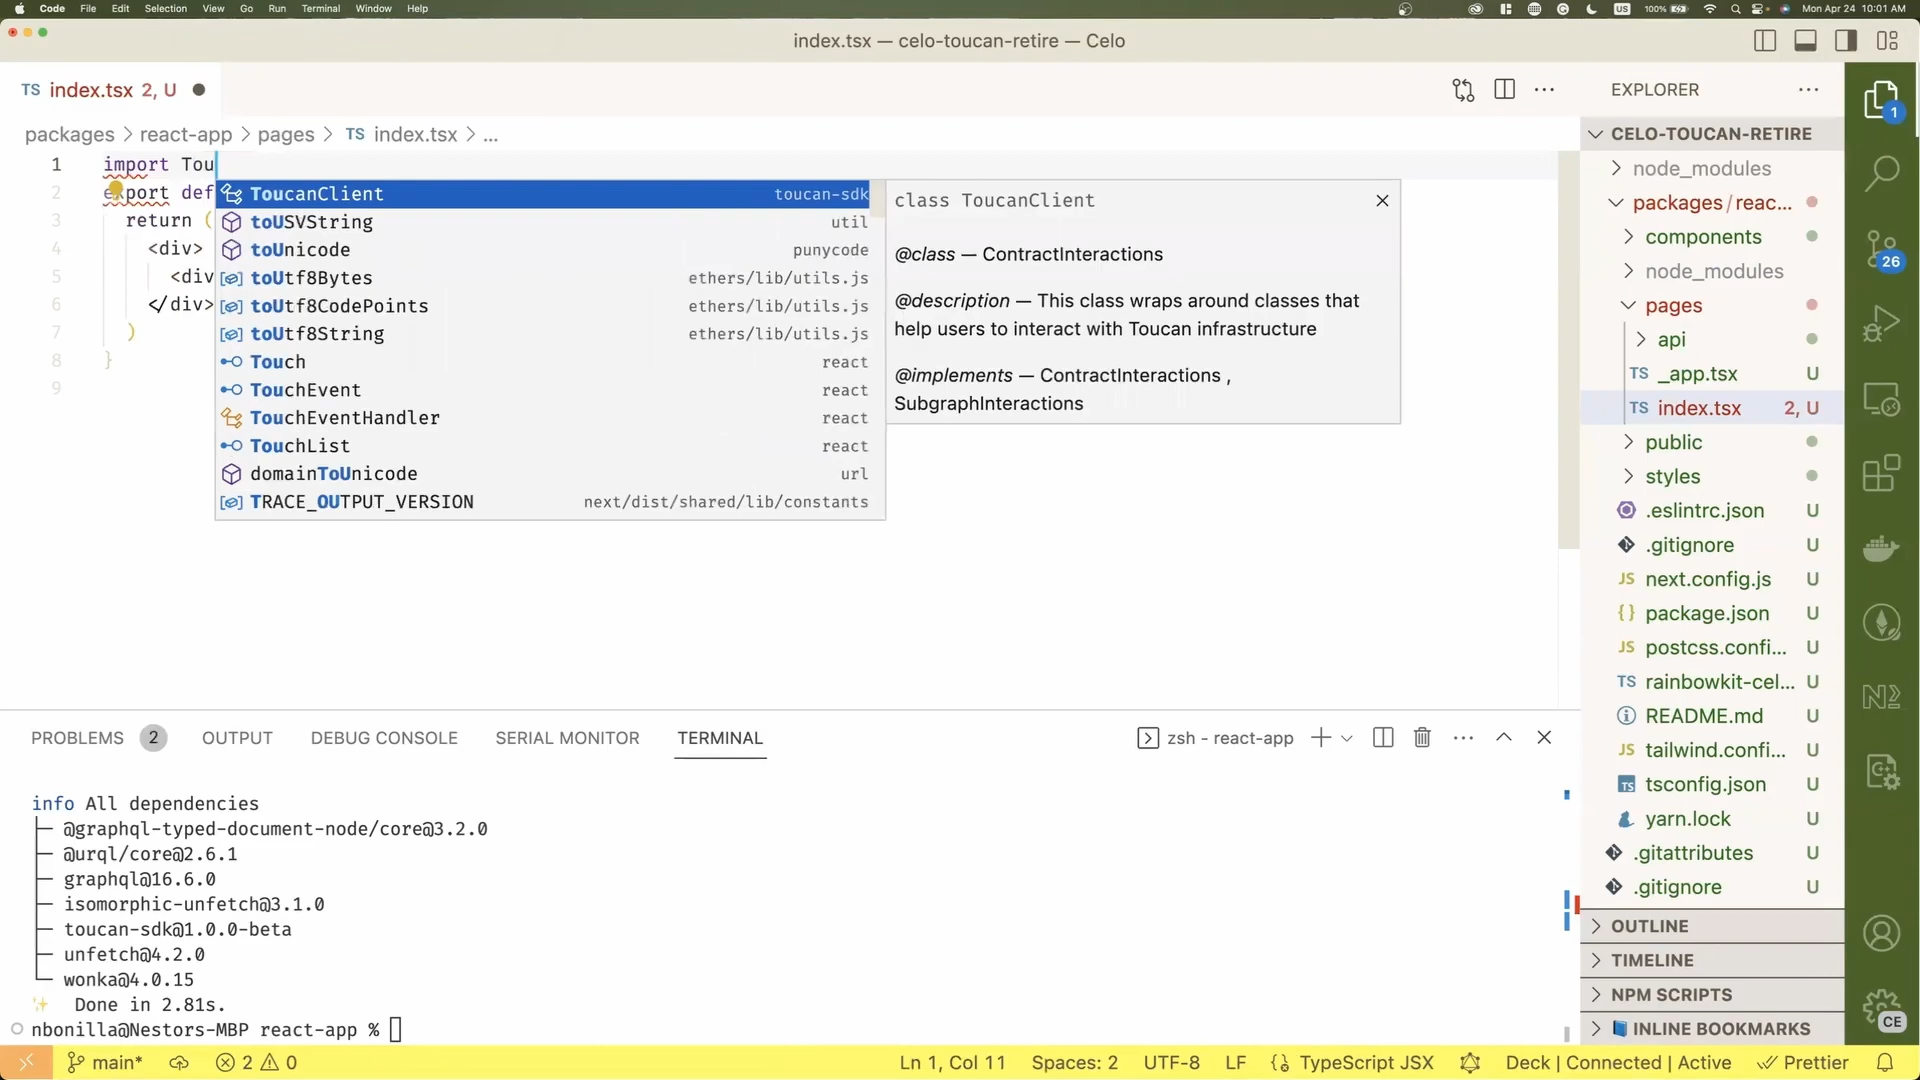 Code File Edit Selection View Go Run Terminal Window Help
US 100% Mon Apr 24 10:01 AM
index.tsx — celo-toucan-retire — Celo
TS index.tsx 2, U
packages > react-app > pages > TS index.tsx > ...
1 import Tou
2 export def
3 return (
4 <div>
5 <div
6 </div>
7 )
8 }
9
ToucanClient toucan-sdk
toUSVString util
toUnicode punycode
toUtf8Bytes ethers/lib/utils.js
toUtf8CodePoints ethers/lib/utils.js
toUtf8String ethers/lib/utils.js
Touch react
TouchEvent react
TouchEventHandler react
TouchList react
domainToUnicode url
TRACE_OUTPUT_VERSION next/dist/shared/lib/constants
class ToucanClient
@class — ContractInteractions
@description — This class wraps around classes that
help users to interact with Toucan infrastructure
@implements — ContractInteractions ,
SubgraphInteractions
EXPLORER
CELO-TOUCAN-RETIRE
node_modules
packages/reac...
components
node_modules
pages
api
TS _app.tsx U
TS index.tsx 2, U
public
styles
.eslintrc.json U
.gitignore U
JS next.config.js U
{} package.json U
JS postcss.confi... U
TS rainbowkit-cel... U
README.md U
JS tailwind.confi... U
TS tsconfig.json U
yarn.lock U
.gitattributes U
.gitignore U
OUTLINE
TIMELINE
NPM SCRIPTS
INLINE BOOKMARKS
1
26
CE
PROBLEMS 2 OUTPUT DEBUG CONSOLE SERIAL MONITOR TERMINAL
zsh - react-app
info All dependencies
├─ @graphql-typed-document-node/core@3.2.0
├─ @urql/core@2.6.1
├─ graphql@16.6.0
├─ isomorphic-unfetch@3.1.0
├─ toucan-sdk@1.0.0-beta
├─ unfetch@4.2.0
└─ wonka@4.0.15
✨ Done in 2.81s.
nbonilla@Nestors-MBP react-app %
main* 2 0
Ln 1, Col 11 Spaces: 2 UTF-8 LF {} TypeScript JSX Deck | Connected | Active Prettier